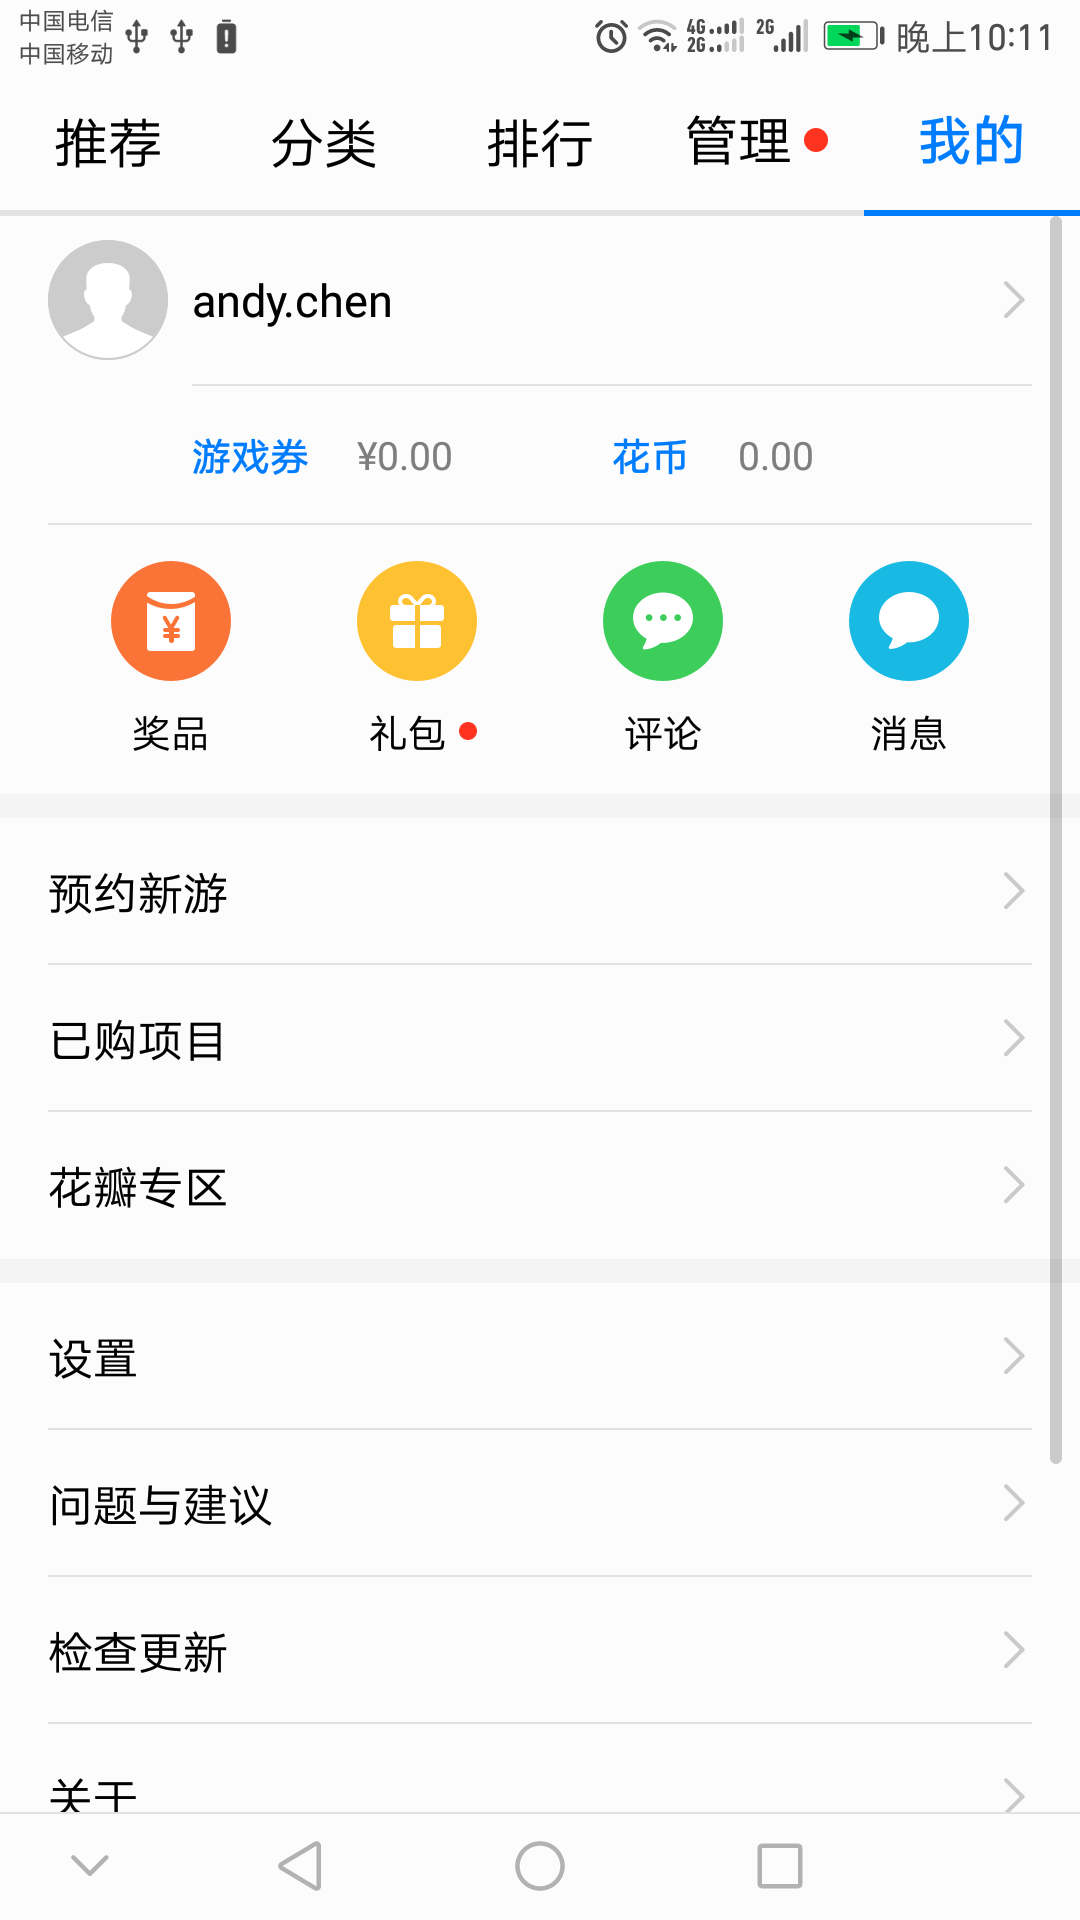 中国电信
中国移动
4G
2G
2G
晚上10:11
推荐 分类 排行 管理 我的
andy.chen
游戏券 ¥0.00 花币 0.00
奖品 礼包 评论 消息
预约新游
已购项目
花瓣专区
设置
问题与建议
检查更新
关于